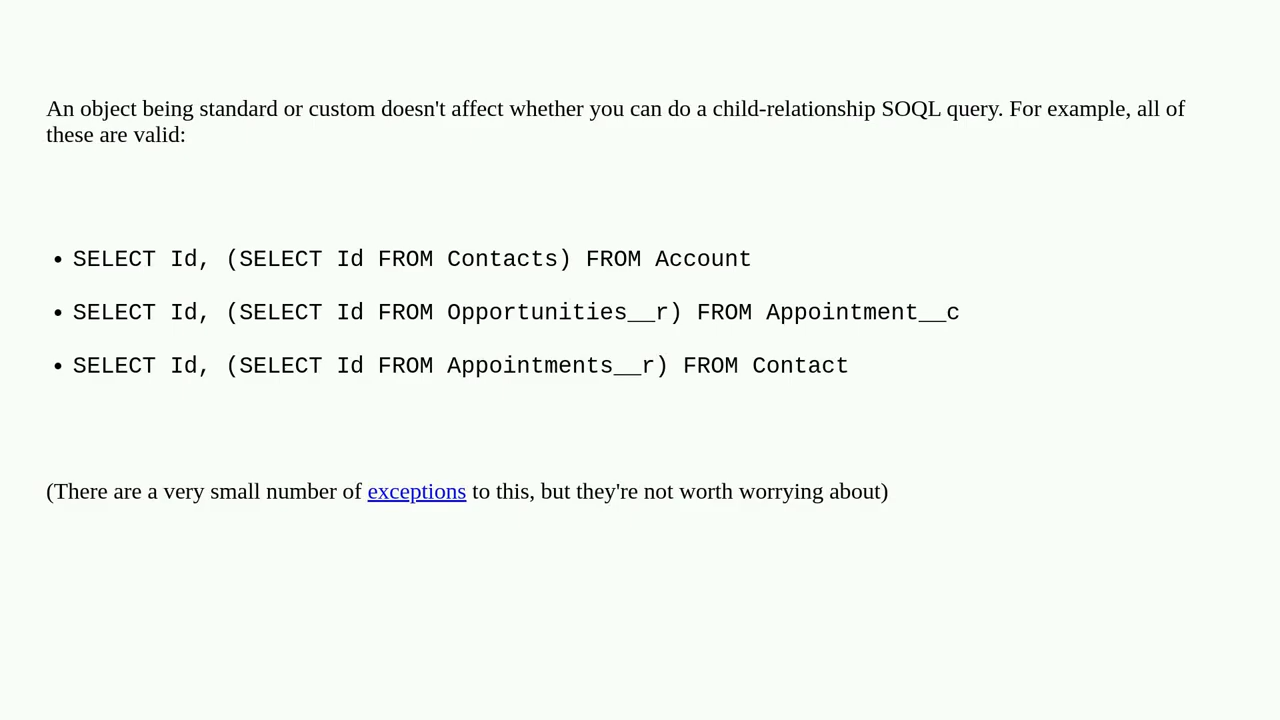 An object being standard or custom doesn't affect whether you can do a child-relationship SOQL query. For example, all of
these are valid:
• SELECT Id, (SELECT Id FROM Contacts) FROM Account
• SELECT Id, (SELECT Id FROM Opportunities__r) FROM Appointment__c
• SELECT Id, (SELECT Id FROM Appointments__r) FROM Contact
(There are a very small number of exceptions to this, but they're not worth worrying about)